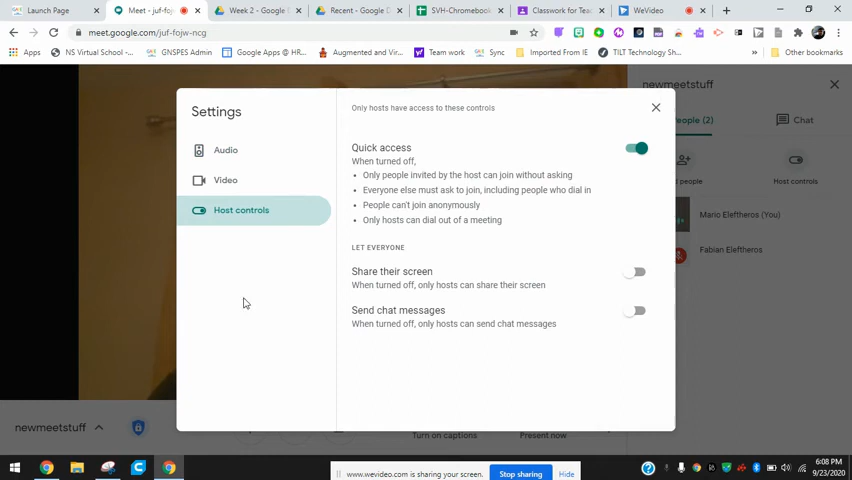 Launch Page
Meet - juf-foj
Week 2 - Google D
Recent - Google D
SVH-Chromebook
Classwork for Tea
WeVideo
meet.google.com/juf-fojw-ncg
Apps
NS Virtual School...
GNSPES Admin
Google Apps @ HR...
Augmented and Vir...
Team work
Sync
Imported From IE
TILT Technology Sh...
Other bookmarks
Settings
Audio
Video
Host controls
Only hosts have access to these controls
Quick access
When turned off,
• Only people invited by the host can join without asking
• Everyone else must ask to join, including people who dial in
• People can't join anonymously
• Only hosts can dial out of a meeting
LET EVERYONE
Share their screen
When turned off, only hosts can share their screen
Send chat messages
When turned off, only hosts can send chat messages
newmeetstuff
People (2)
Chat
d people
Host controls
Mario Eleftheros (You)
Fabian Eleftheros
newmeetstuff
Turn on captions
Present now
www.wevideo.com is sharing your screen.
Stop sharing
Hide
6:08 PM
9/23/2020